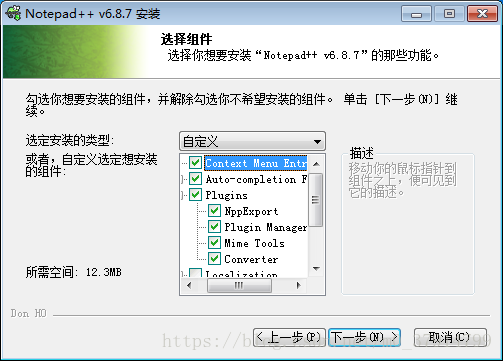 Notepad++ v6.8.7 安装
选择组件
选择你想要安装“Notepad++ v6.8.7”的那些功能。
勾选你想要安装的组件，并解除勾选你不希望安装的组件。 单击 [下一步(N)] 继
续。
选定安装的类型:
自定义
或者，自定义选定想安装
的组件:
Context Menu Entr
Auto-completion F
Plugins
NppExport
Plugin Manager
Mime Tools
Converter
Localization
描述
移动你的鼠标指针到
组件之上，便可见到
它的描述。
所需空间: 12.3MB
Don HO
< 上一步(P)
下一步(N) >
取消(C)